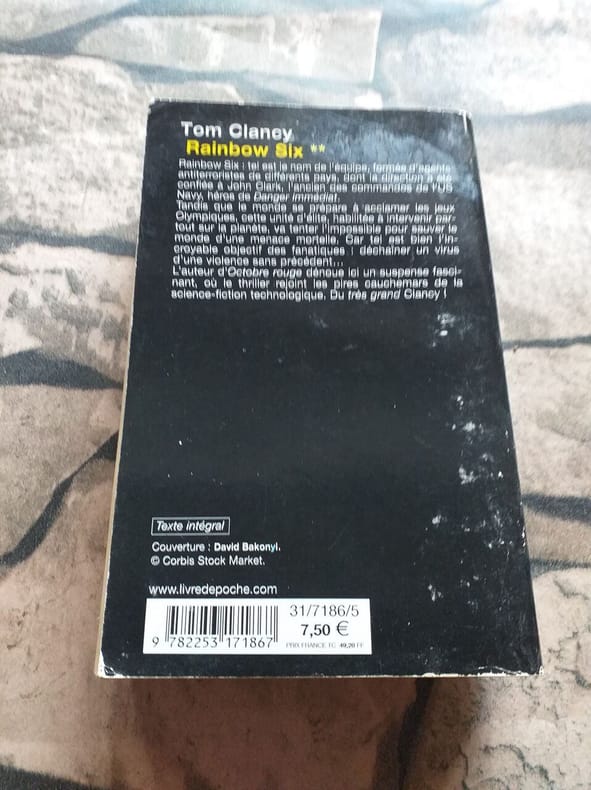 Tom Clancy
Rainbow Six **
Rainbow Six : tel est le nom de l'équipe, formée d'agents
antiterroristes de différents pays, dont la direction a été
confiée à John Clark, l'ancien des commandos de l'US
Navy, héros de Danger immédiat.
Tandis que le monde se prépare à acclamer les jeux
Olympiques, cette unité d'élite, habilitée à intervenir par-
tout sur la planète, va tenter l'impossible pour sauver le
monde d'une menace mortelle. Car tel est bien l'in-
croyable objectif des fanatiques : déchaîner un virus
d'une violence sans précédent...
L'auteur d'Octobre rouge dénoue ici un suspense fasci-
nant, où le thriller rejoint les pires cauchemars de la
science-fiction technologique. Du très grand Clancy !
Texte intégral
Couverture : David Bakonyi.
© Corbis Stock Market.
www.livredepoche.com
31/7186/5
7,50 €
PRIX FRANCE TC 49,20 FF
9 782253 171867